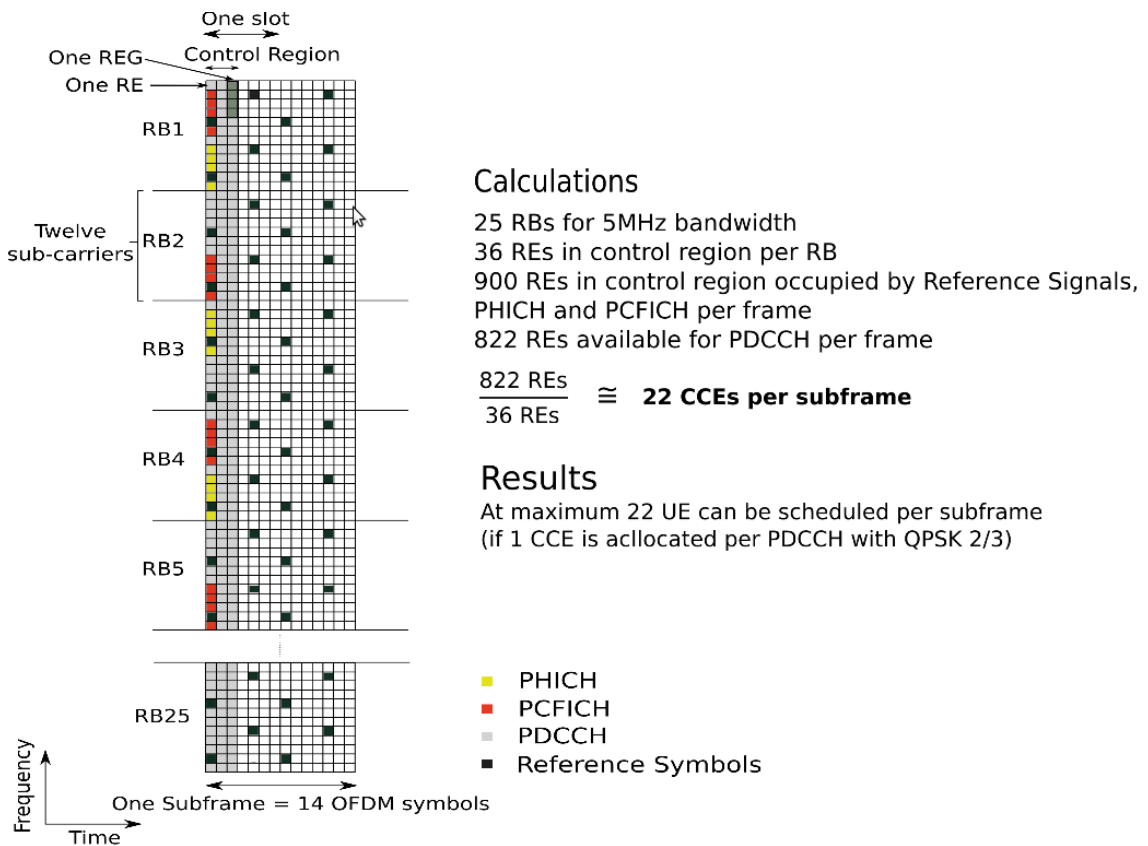 One slot
Control Region
One REG
One RE
RB1
Twelve
sub-carriers
RB2
RB3
RB4
RB5
RB25
Frequency
Time
One Subframe = 14 OFDM symbols
Calculations
25 RBs for 5MHz bandwidth
36 REs in control region per RB
900 REs in control region occupied by Reference Signals,
PHICH and PCFICH per frame
822 REs available for PDCCH per frame
822 REs
36 REs
≅ 22 CCEs per subframe
Results
At maximum 22 UE can be scheduled per subframe
(if 1 CCE is acllocated per PDCCH with QPSK 2/3)
PHICH
PCFICH
PDCCH
Reference Symbols